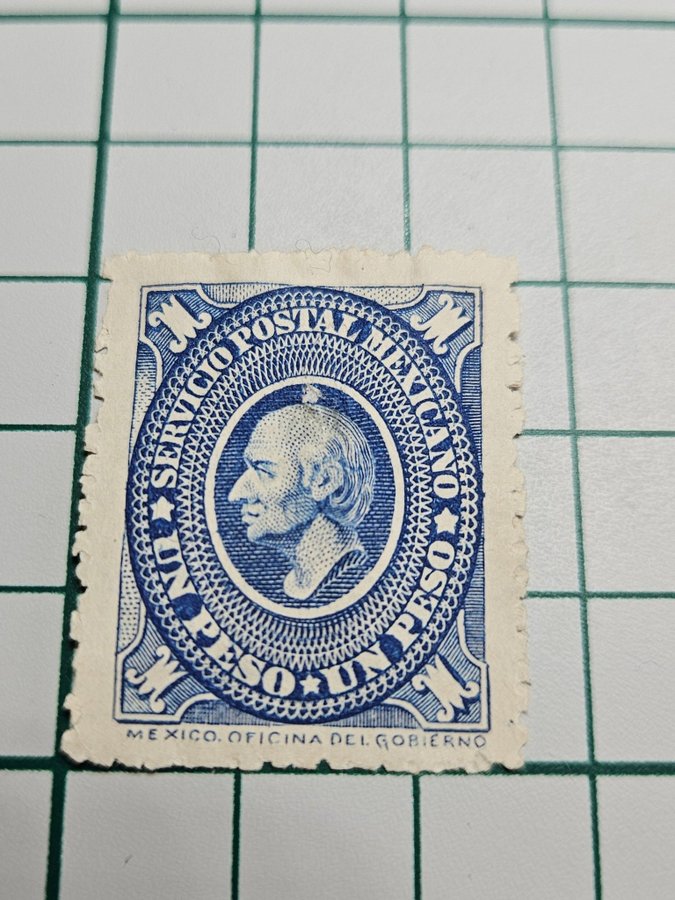 M M
SERVICIO POSTAL MEXICANO
UN PESO ★ UN PESO
M M
MEXICO. OFICINA DEL GOBIERNO